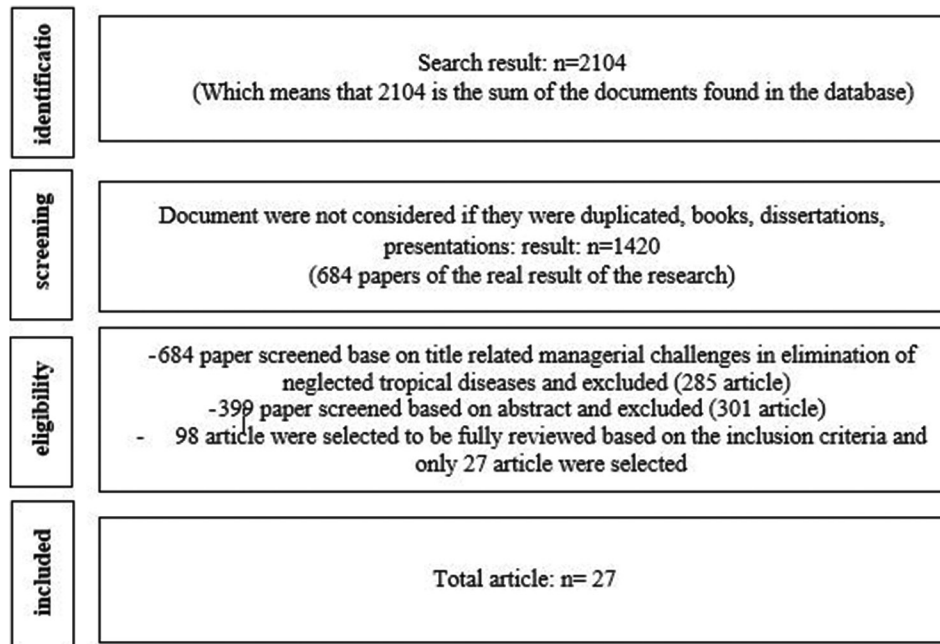 identificatio
Search result: n=2104
(Which means that 2104 is the sum of the documents found in the database)
screening
Document were not considered if they were duplicated, books, dissertations,
presentations: result: n=1420
(684 papers of the real result of the research)
eligibility
-684 paper screened base on title related managerial challenges in elimination of
neglected tropical diseases and excluded (285 article)
-399 paper screened based on abstract and excluded (301 article)
- 98 article were selected to be fully reviewed based on the inclusion criteria and
only 27 article were selected
included
Total article: n= 27